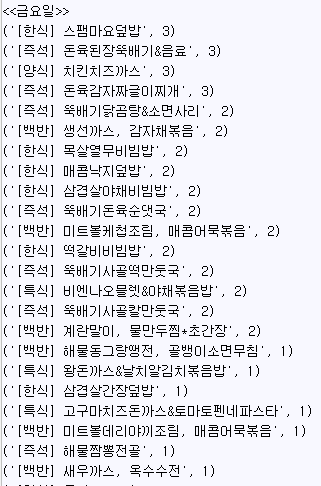 <<금요일>>
('[한식] 스팸마요덮밥', 3)
('[즉석] 돈육된장뚝배기&음료', 3)
('[양식] 치킨치즈까스', 3)
('[즉석] 돈육감자짜글이찌개', 3)
('[즉석] 뚝배기닭곰탕&소면사리', 2)
('[백반] 생선까스, 감자채볶음', 2)
('[한식] 목살열무비빔밥', 2)
('[한식] 매콤낙지덮밥', 2)
('[한식] 삼겹살야채비빔밥', 2)
('[즉석] 뚝배기돈육순댓국', 2)
('[백반] 미트볼케첩조림, 매콤어묵볶음', 2)
('[한식] 떡갈비비빔밥', 2)
('[즉석] 뚝배기사골떡만둣국', 2)
('[특식] 비엔나오믈렛&야채볶음밥', 2)
('[즉석] 뚝배기사골칼만둣국', 2)
('[백반] 계란말이, 물만두찜*초간장', 2)
('[백반] 해물동그랑땡전, 골뱅이소면무침', 1)
('[특식] 왕돈까스&날치알김치볶음밥', 1)
('[한식] 삼겹살간장덮밥', 1)
('[특식] 고구마치즈돈까스&토마토펜네파스타', 1)
('[백반] 미트볼데리야끼조림, 매콤어묵볶음', 1)
('[즉석] 해물짬뽕전골', 1)
('[백반] 새우까스, 옥수수전', 1)